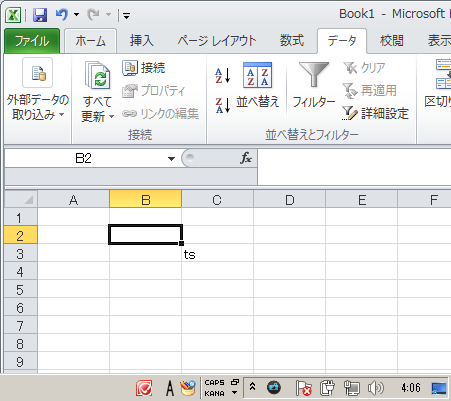 Book1 - Microsoft
ファイル ホーム 挿入 ページ レイアウト 数式 データ 校閲 表示
外部データの取り込み
すべて更新
接続
プロパティ
リンクの編集
接続
並べ替え
フィルター
クリア
再適用
詳細設定
並べ替えとフィルター
区切り
B2 fx
A B C D E F
1
2
3 ts
4
5
6
7
8
9
A CAPS KANA 4:06